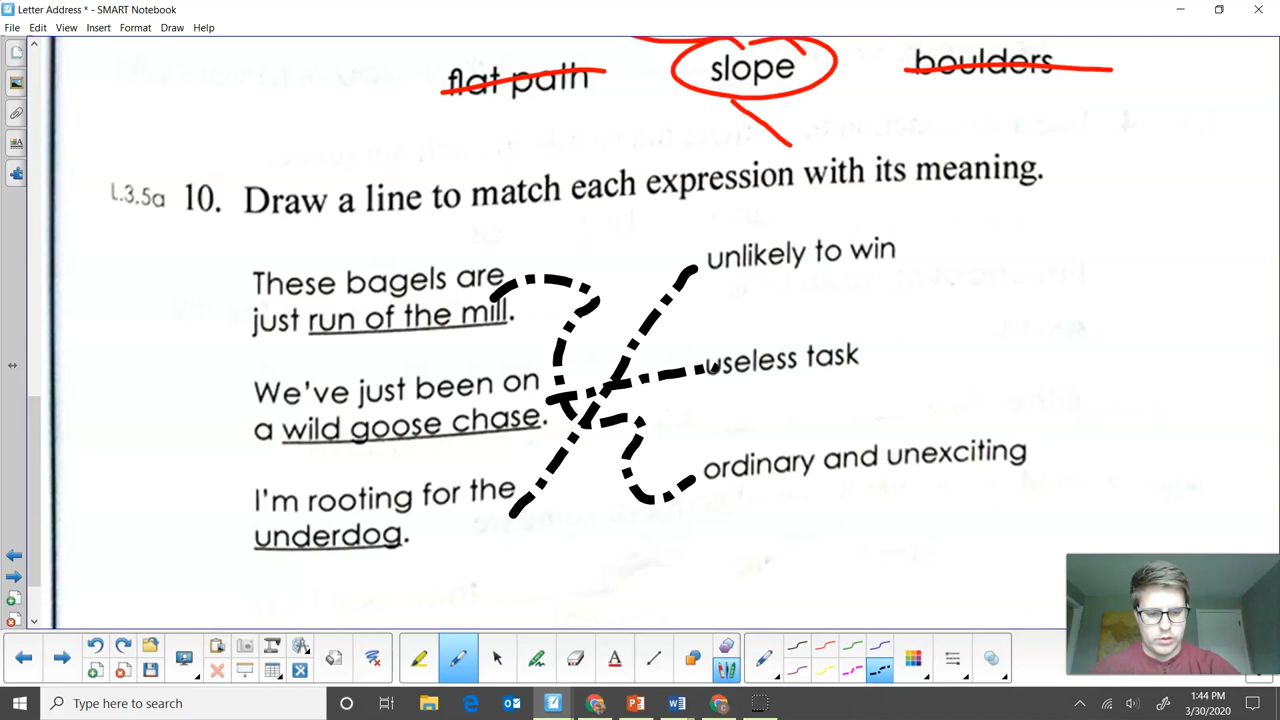 Letter Address * - SMART Notebook
File Edit View Insert Format Draw Help
flat path slope boulders
L.3.5a 10. Draw a line to match each expression with its meaning.
These bagels are
just run of the mill.
We've just been on
a wild goose chase.
I'm rooting for the
underdog.
unlikely to win
useless task
ordinary and unexciting
Type here to search
1:44 PM
3/30/2020